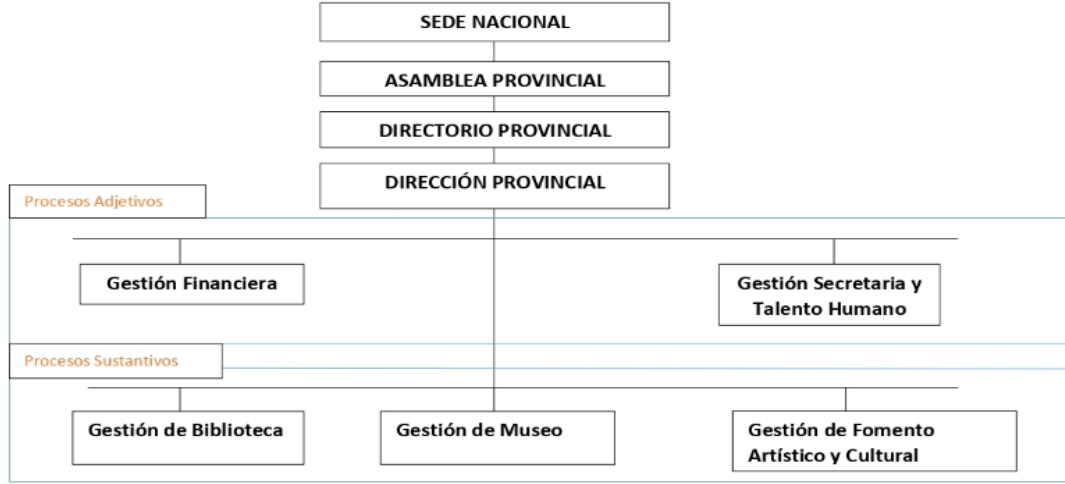 SEDE NACIONAL
ASAMBLEA PROVINCIAL
DIRECTORIO PROVINCIAL
DIRECCIÓN PROVINCIAL
Procesos Adjetivos
Gestión Financiera
Gestión Secretaria y
Talento Humano
Procesos Sustantivos
Gestión de Biblioteca
Gestión de Museo
Gestión de Fomento
Artístico y Cultural